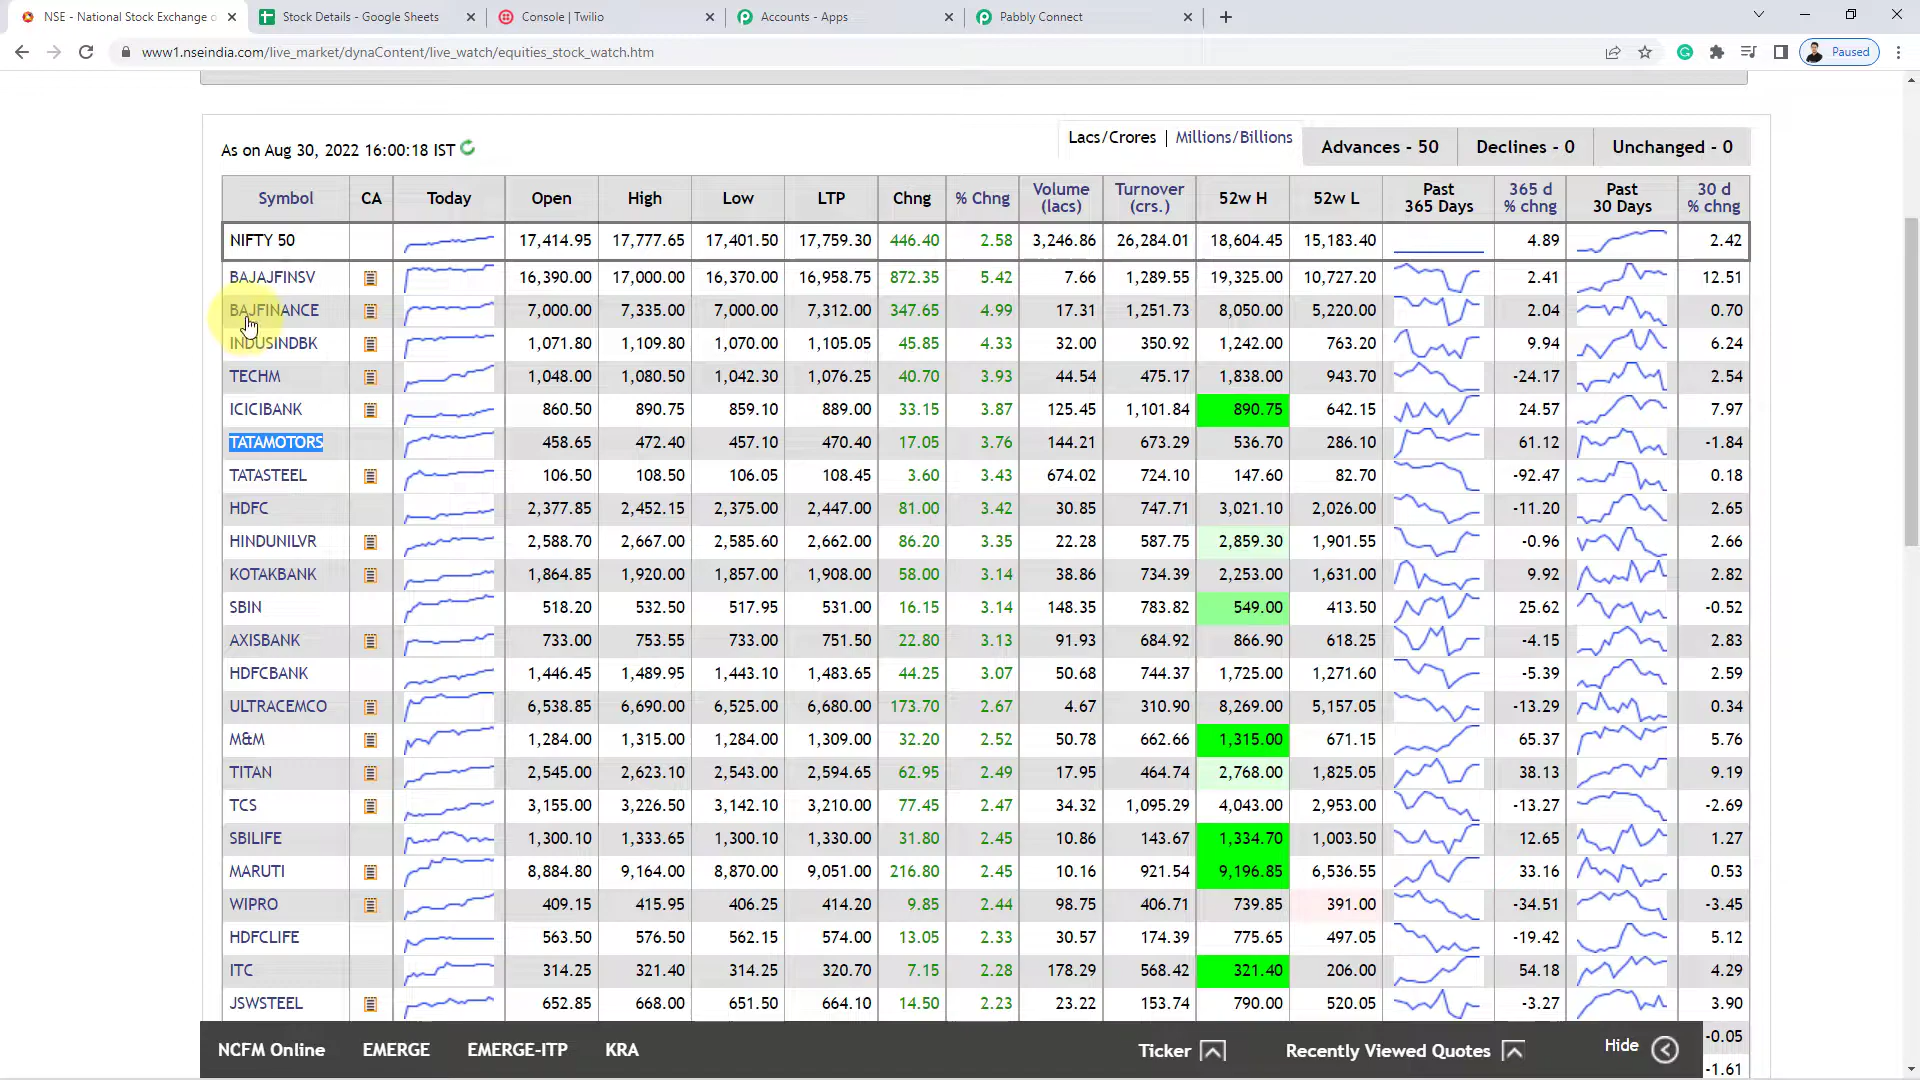 NSE - National Stock Exchange o
Stock Details - Google Sheets
Console | Twilio
Accounts - Apps
Pabbly Connect
www1.nseindia.com/live_market/dynaContent/live_watch/equities_stock_watch.htm
Paused
As on Aug 30, 2022 16:00:18 IST
Lacs/Crores | Millions/Billions
Advances - 50 Declines - 0 Unchanged - 0
Symbol CA Today Open High Low LTP Chng % Chng Volume (lacs) Turnover (crs.) 52w H 52w L Past 365 Days 365 d % chng Past 30 Days 30 d % chng
NIFTY 50 17,414.95 17,777.65 17,401.50 17,759.30 446.40 2.58 3,246.86 26,284.01 18,604.45 15,183.40 4.89 2.42
BAJAJFINSV 16,390.00 17,000.00 16,370.00 16,958.75 872.35 5.42 7.66 1,289.55 19,325.00 10,727.20 2.41 12.51
BAJFINANCE 7,000.00 7,335.00 7,000.00 7,312.00 347.65 4.99 17.31 1,251.73 8,050.00 5,220.00 2.04 0.70
INDUSINDBK 1,071.80 1,109.80 1,070.00 1,105.05 45.85 4.33 32.00 350.92 1,242.00 763.20 9.94 6.24
TECHM 1,048.00 1,080.50 1,042.30 1,076.25 40.70 3.93 44.54 475.17 1,838.00 943.70 -24.17 2.54
ICICIBANK 860.50 890.75 859.10 889.00 33.15 3.87 125.45 1,101.84 890.75 642.15 24.57 7.97
TATAMOTORS 458.65 472.40 457.10 470.40 17.05 3.76 144.21 673.29 536.70 286.10 61.12 -1.84
TATASTEEL 106.50 108.50 106.05 108.45 3.60 3.43 674.02 724.10 147.60 82.70 -92.47 0.18
HDFC 2,377.85 2,452.15 2,375.00 2,447.00 81.00 3.42 30.85 747.71 3,021.10 2,026.00 -11.20 2.65
HINDUNILVR 2,588.70 2,667.00 2,585.60 2,662.00 86.20 3.35 22.28 587.75 2,859.30 1,901.55 -0.96 2.66
KOTAKBANK 1,864.85 1,920.00 1,857.00 1,908.00 58.00 3.14 38.86 734.39 2,253.00 1,631.00 9.92 2.82
SBIN 518.20 532.50 517.95 531.00 16.15 3.14 148.35 783.82 549.00 413.50 25.62 -0.52
AXISBANK 733.00 753.55 733.00 751.50 22.80 3.13 91.93 684.92 866.90 618.25 -4.15 2.83
HDFCBANK 1,446.45 1,489.95 1,443.10 1,483.65 44.25 3.07 50.68 744.37 1,725.00 1,271.60 -5.39 2.59
ULTRACEMCO 6,538.85 6,690.00 6,525.00 6,680.00 173.70 2.67 4.67 310.90 8,269.00 5,157.05 -13.29 0.34
M&M 1,284.00 1,315.00 1,284.00 1,309.00 32.20 2.52 50.78 662.66 1,315.00 671.15 65.37 5.76
TITAN 2,545.00 2,623.10 2,543.00 2,594.65 62.95 2.49 17.95 464.74 2,768.00 1,825.05 38.13 9.19
TCS 3,155.00 3,226.50 3,142.10 3,210.00 77.45 2.47 34.32 1,095.29 4,043.00 2,953.00 -13.27 -2.69
SBILIFE 1,300.10 1,333.65 1,300.10 1,330.00 31.80 2.45 10.86 143.67 1,334.70 1,003.50 12.65 1.27
MARUTI 8,884.80 9,164.00 8,870.00 9,051.00 216.80 2.45 10.16 921.54 9,196.85 6,536.55 33.16 0.53
WIPRO 409.15 415.95 406.25 414.20 9.85 2.44 98.75 406.71 739.85 391.00 -34.51 -3.45
HDFCLIFE 563.50 576.50 562.15 574.00 13.05 2.33 30.57 174.39 775.65 497.05 -19.42 5.12
ITC 314.25 321.40 314.25 320.70 7.15 2.28 178.29 568.42 321.40 206.00 54.18 4.29
JSWSTEEL 652.85 668.00 651.50 664.10 14.50 2.23 23.22 153.74 790.00 520.05 -3.27 3.90
-0.05
NCFM Online EMERGE EMERGE-ITP KRA Ticker Recently Viewed Quotes Hide
-1.61